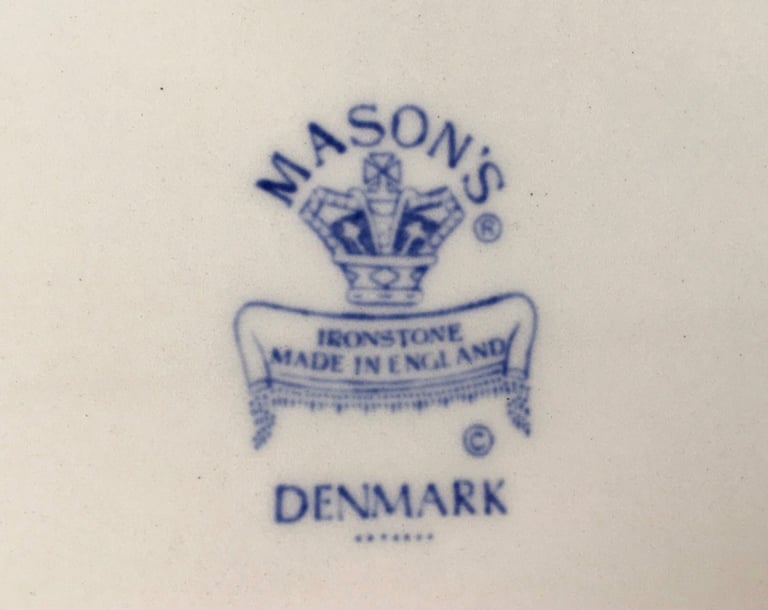 MASON'S
®
IRONSTONE
MADE IN ENGLAND
©
DENMARK